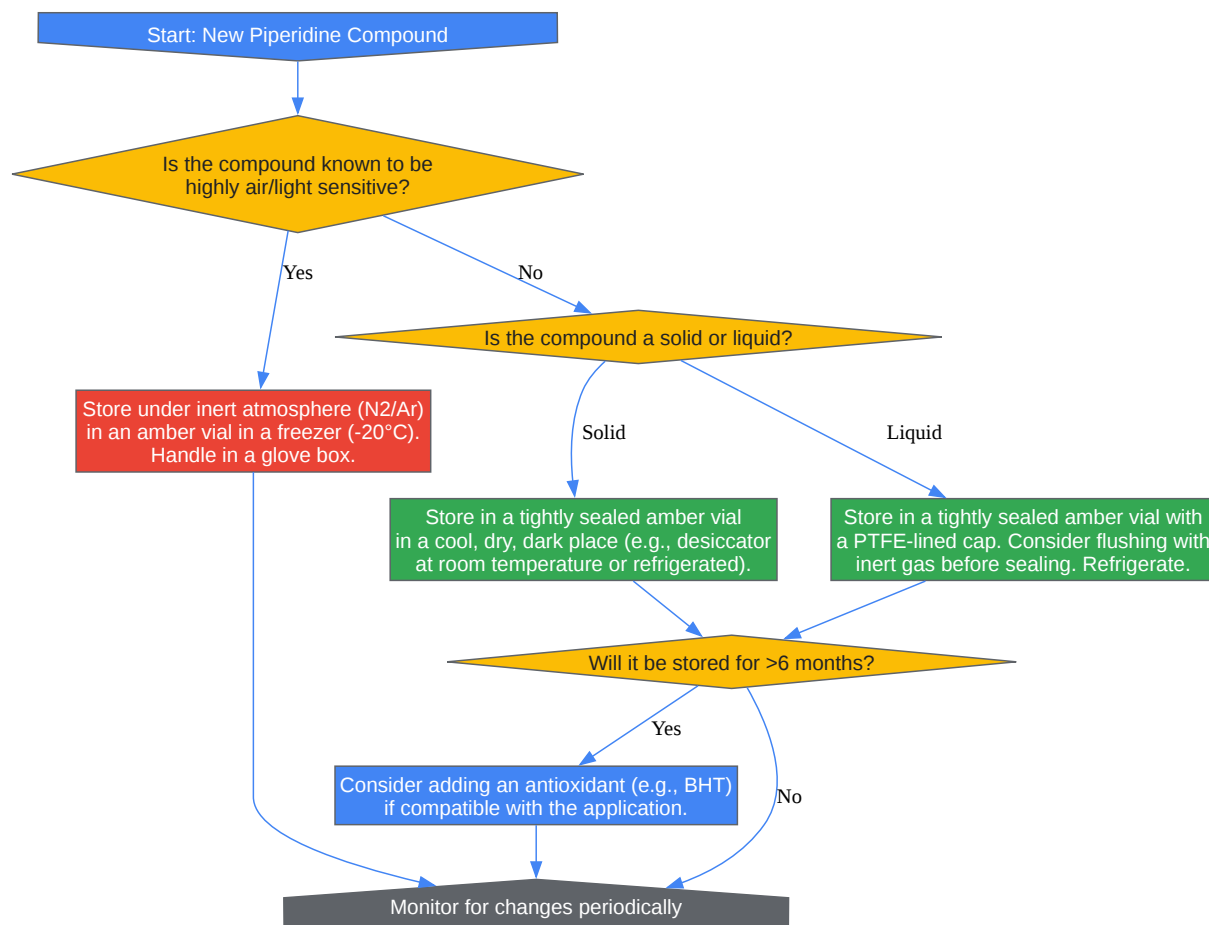 Start: New Piperidine Compound
Is the compound known to be
highly air/light sensitive?
Yes
No
Is the compound a solid or liquid?
Store under inert atmosphere (N2/Ar)
in an amber vial in a freezer (-20°C).
Handle in a glove box.
Solid
Liquid
Store in a tightly sealed amber vial
in a cool, dry, dark place (e.g., desiccator
at room temperature or refrigerated).
Store in a tightly sealed amber vial with
a PTFE-lined cap. Consider flushing with
inert gas before sealing. Refrigerate.
Will it be stored for >6 months?
Yes
Consider adding an antioxidant (e.g., BHT)
if compatible with the application.
No
Monitor for changes periodically